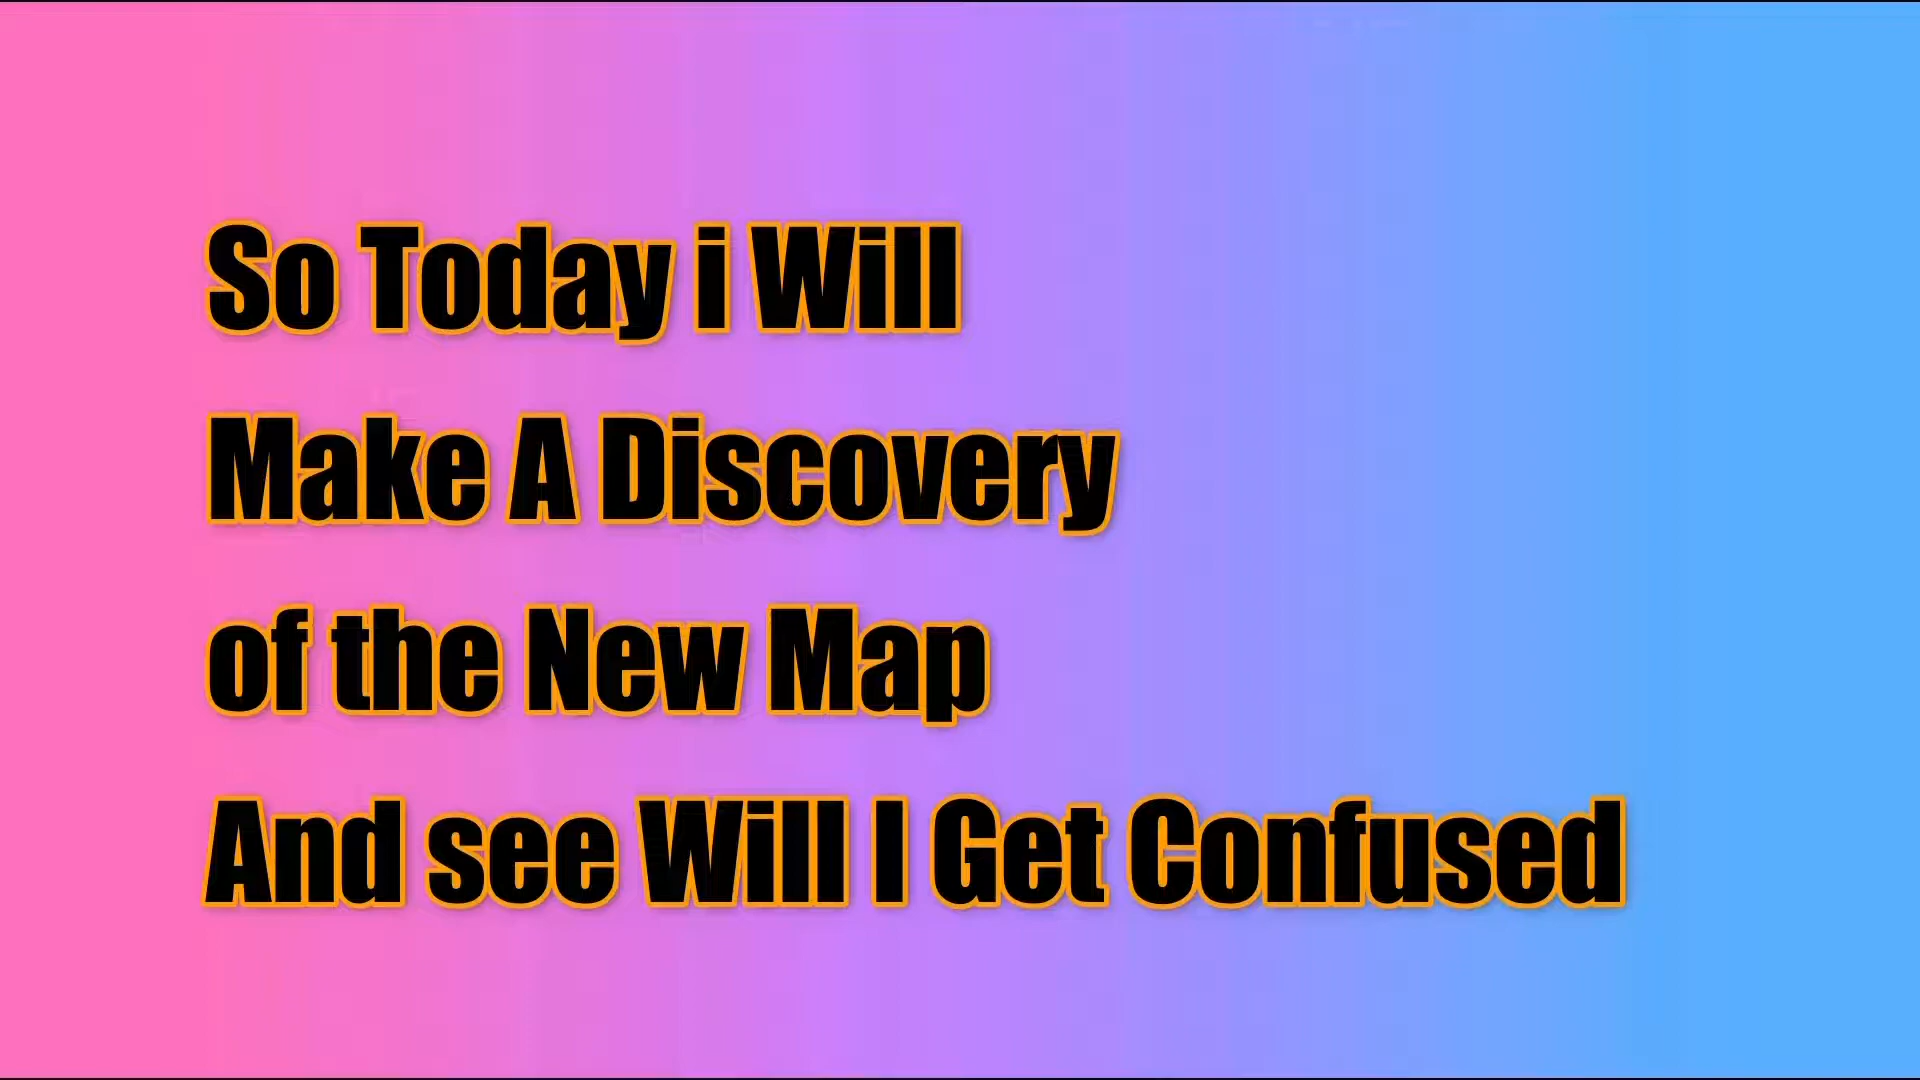 So Today i Will
Make A Discovery
of the New Map
And see Will I Get Confused